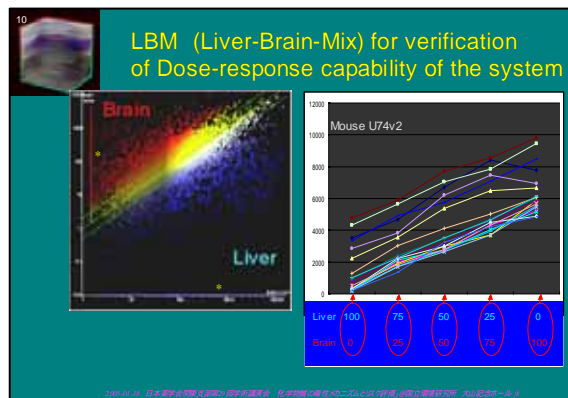 10
LBM (Liver-Brain-Mix) for verification
of Dose-response capability of the system
Brain
Liver
*
*
Mouse U74v2
12000
10000
8000
6000
4000
2000
0
Liver 100 75 50 25 0
Brain 0 25 50 75 100